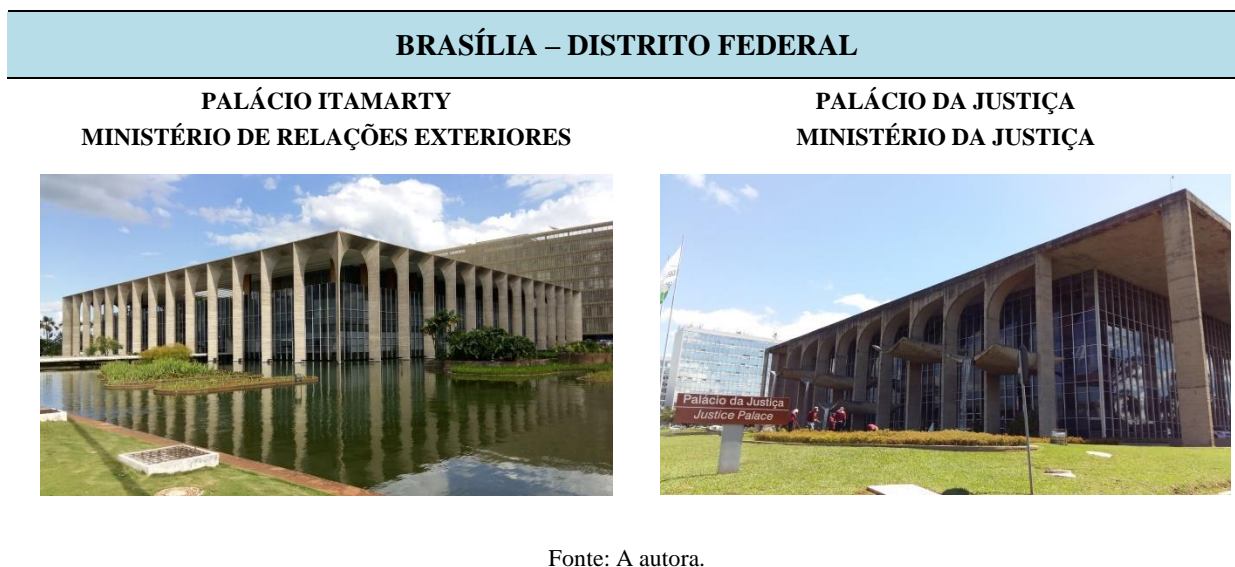 BRASÍLIA – DISTRITO FEDERAL
PALÁCIO ITAMARTY
MINISTÉRIO DE RELAÇÕES EXTERIORES
PALÁCIO DA JUSTIÇA
MINISTÉRIO DA JUSTIÇA
Palácio da Justiça
Justice Palace
Fonte: A autora.